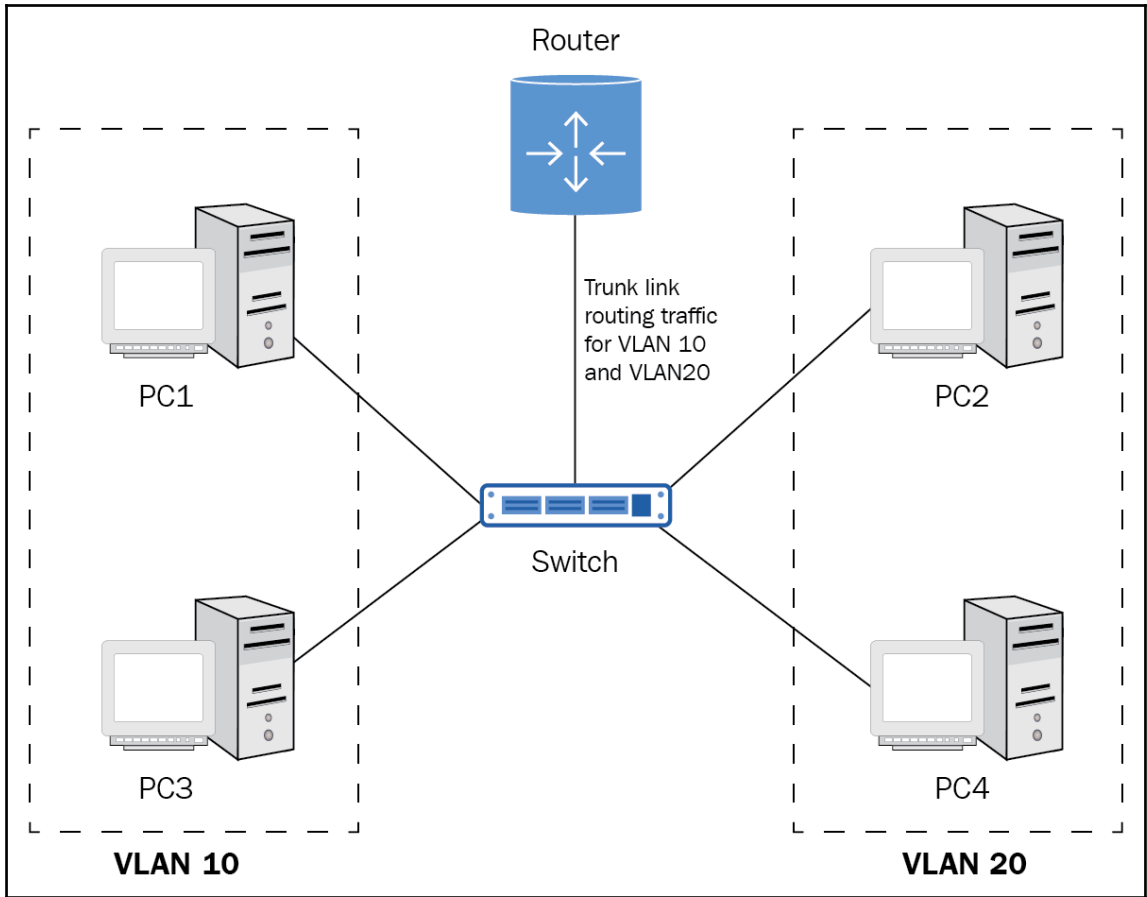 Router
Trunk link
routing traffic
for VLAN 10
and VLAN20
PC1
PC2
Switch
PC3
PC4
VLAN 10
VLAN 20